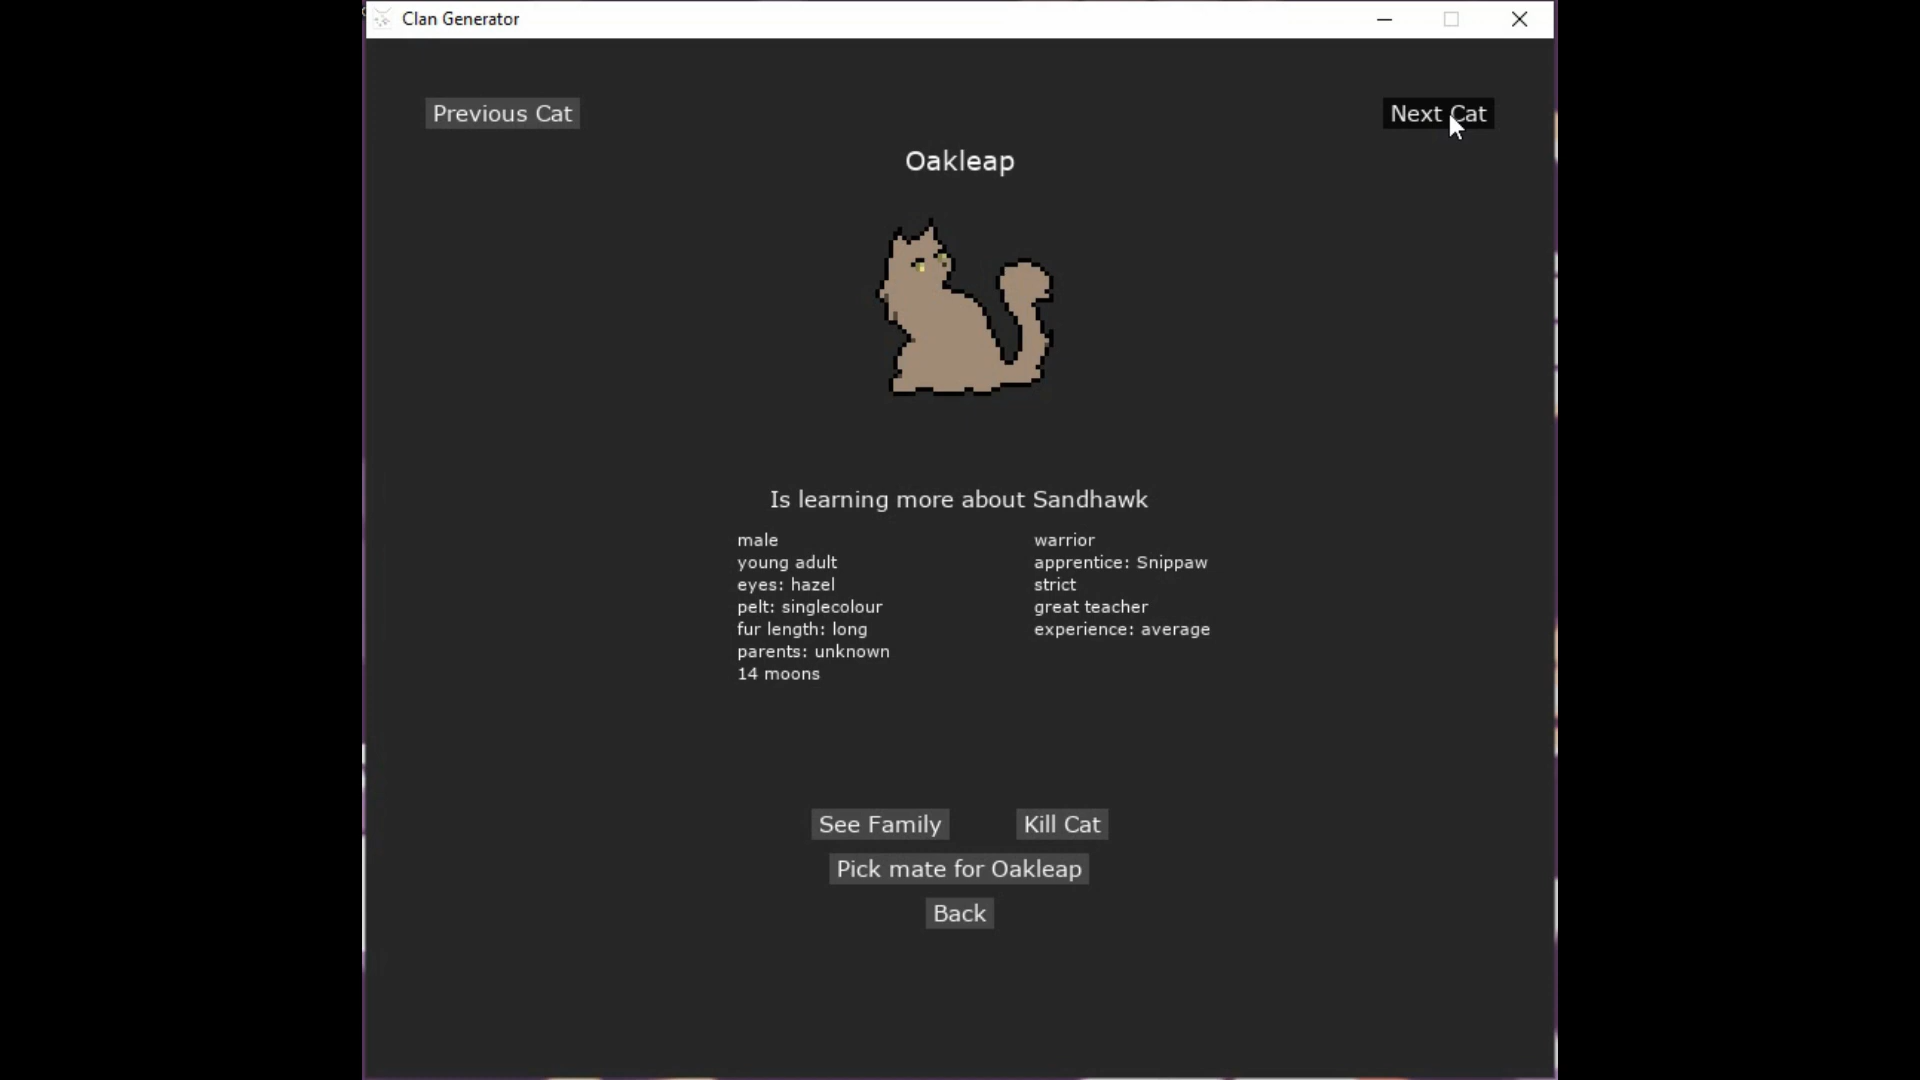 Clan Generator
Previous Cat
Next Cat
Oakleap
Is learning more about Sandhawk
male
young adult
eyes: hazel
pelt: singlecolour
fur length: long
parents: unknown
14 moons
warrior
apprentice: Snippaw
strict
great teacher
experience: average
See Family
Kill Cat
Pick mate for Oakleap
Back